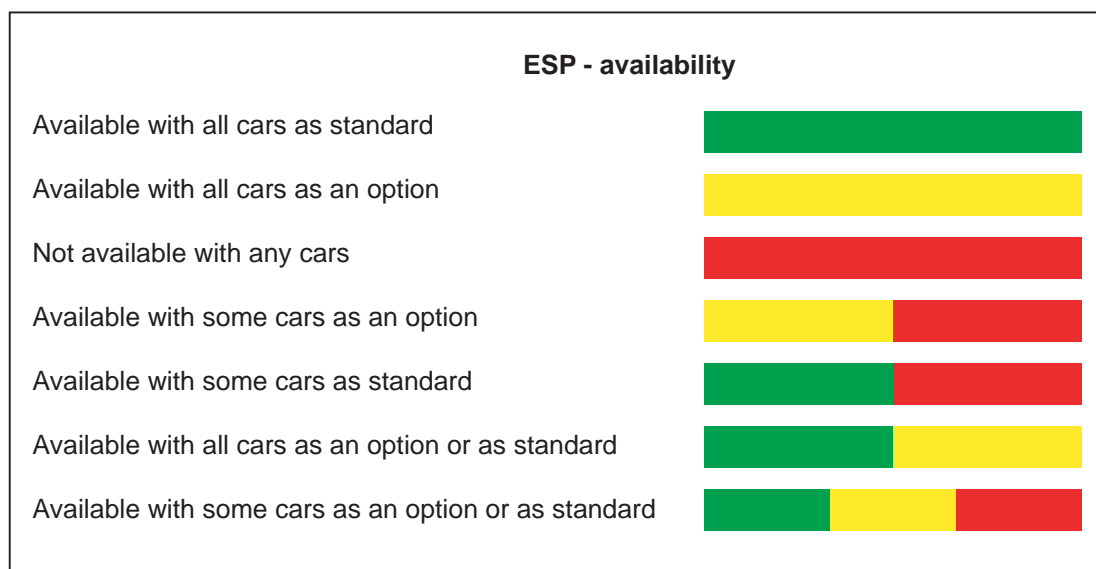 ESP - availability
Available with all cars as standard
Available with all cars as an option
Not available with any cars
Available with some cars as an option
Available with some cars as standard
Available with all cars as an option or as standard
Available with some cars as an option or as standard